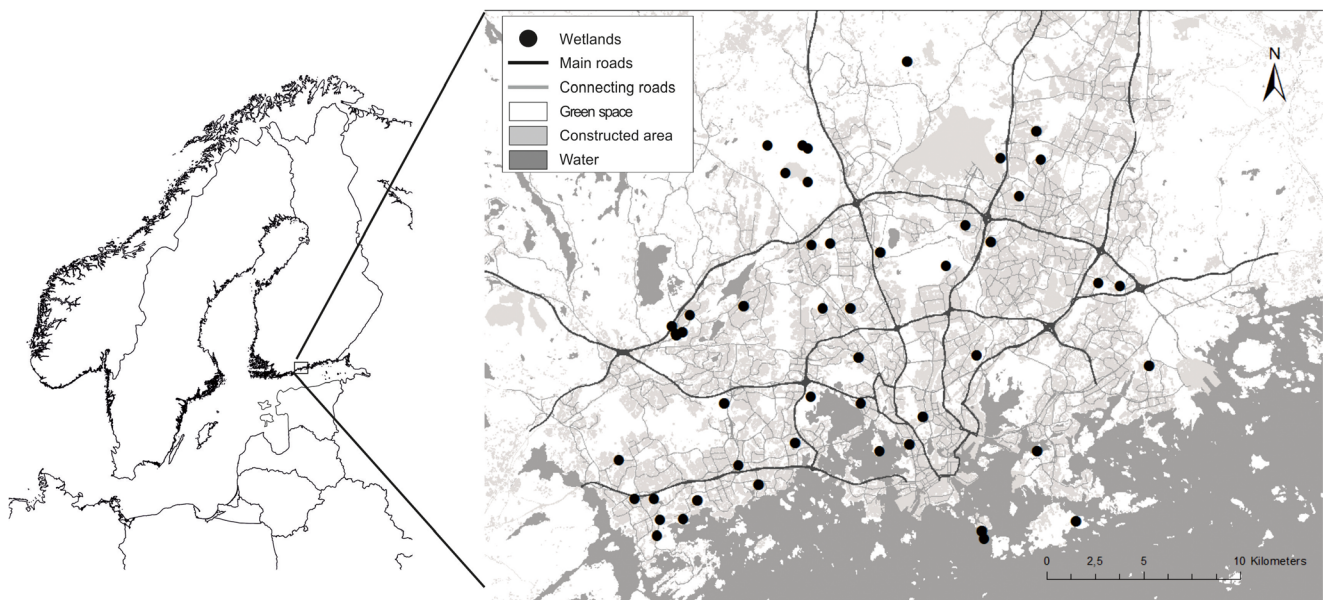 Wetlands
Main roads
Connecting roads
Green space
Constructed area
Water
N
0 2,5 5 10 Kilometers